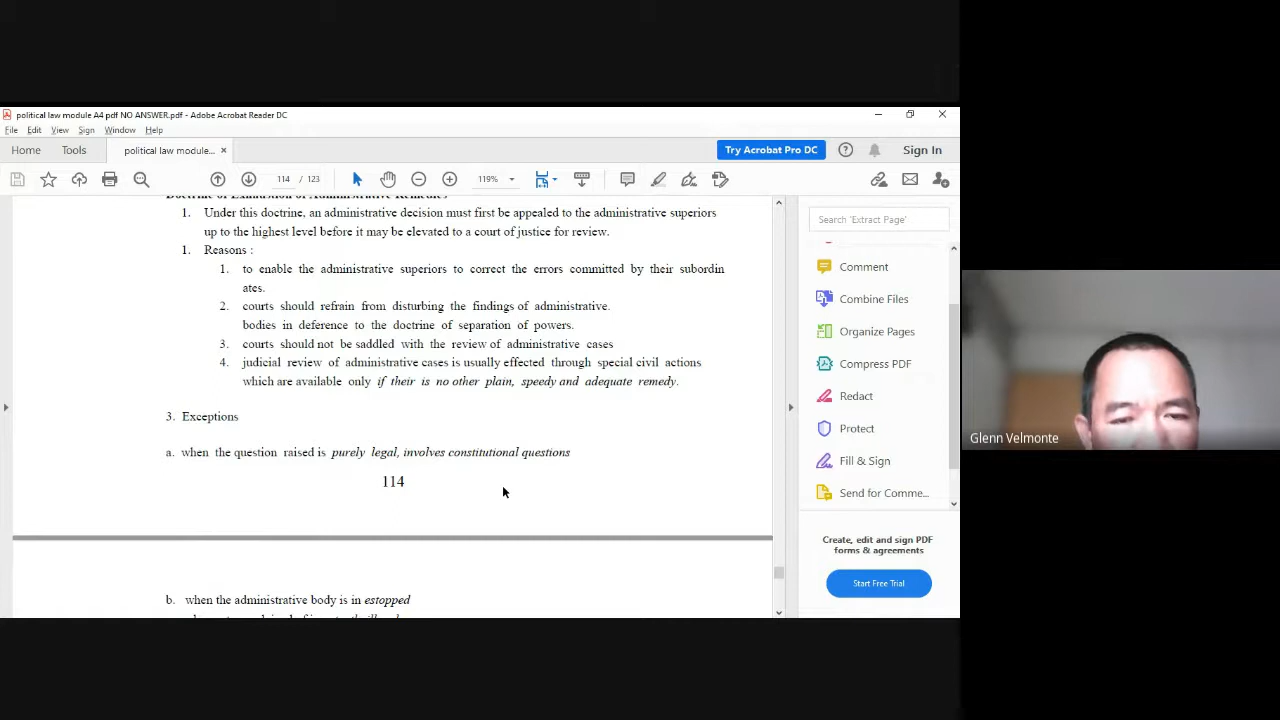 political law module A4 pdf NO ANSWER.pdf - Adobe Acrobat Reader DC
File Edit View Sign Window Help
Home Tools political law module... × Try Acrobat Pro DC Sign In
114 / 123 119%
Doctrine of Exhaustion of Administrative Remedies
1. Under this doctrine, an administrative decision must first be appealed to the administrative superiors
up to the highest level before it may be elevated to a court of justice for review.
1. Reasons :
1. to enable the administrative superiors to correct the errors committed by their subordin
ates.
2. courts should refrain from disturbing the findings of administrative.
bodies in deference to the doctrine of separation of powers.
3. courts should not be saddled with the review of administrative cases
4. judicial review of administrative cases is usually effected through special civil actions
which are available only if their is no other plain, speedy and adequate remedy.
3. Exceptions
a. when the question raised is purely legal, involves constitutional questions
114
b. when the administrative body is in estopped
Search 'Extract Page'
Comment
Combine Files
Organize Pages
Compress PDF
Redact
Protect
Fill & Sign
Send for Comme...
Create, edit and sign PDF
forms & agreements
Start Free Trial
Glenn Velmonte